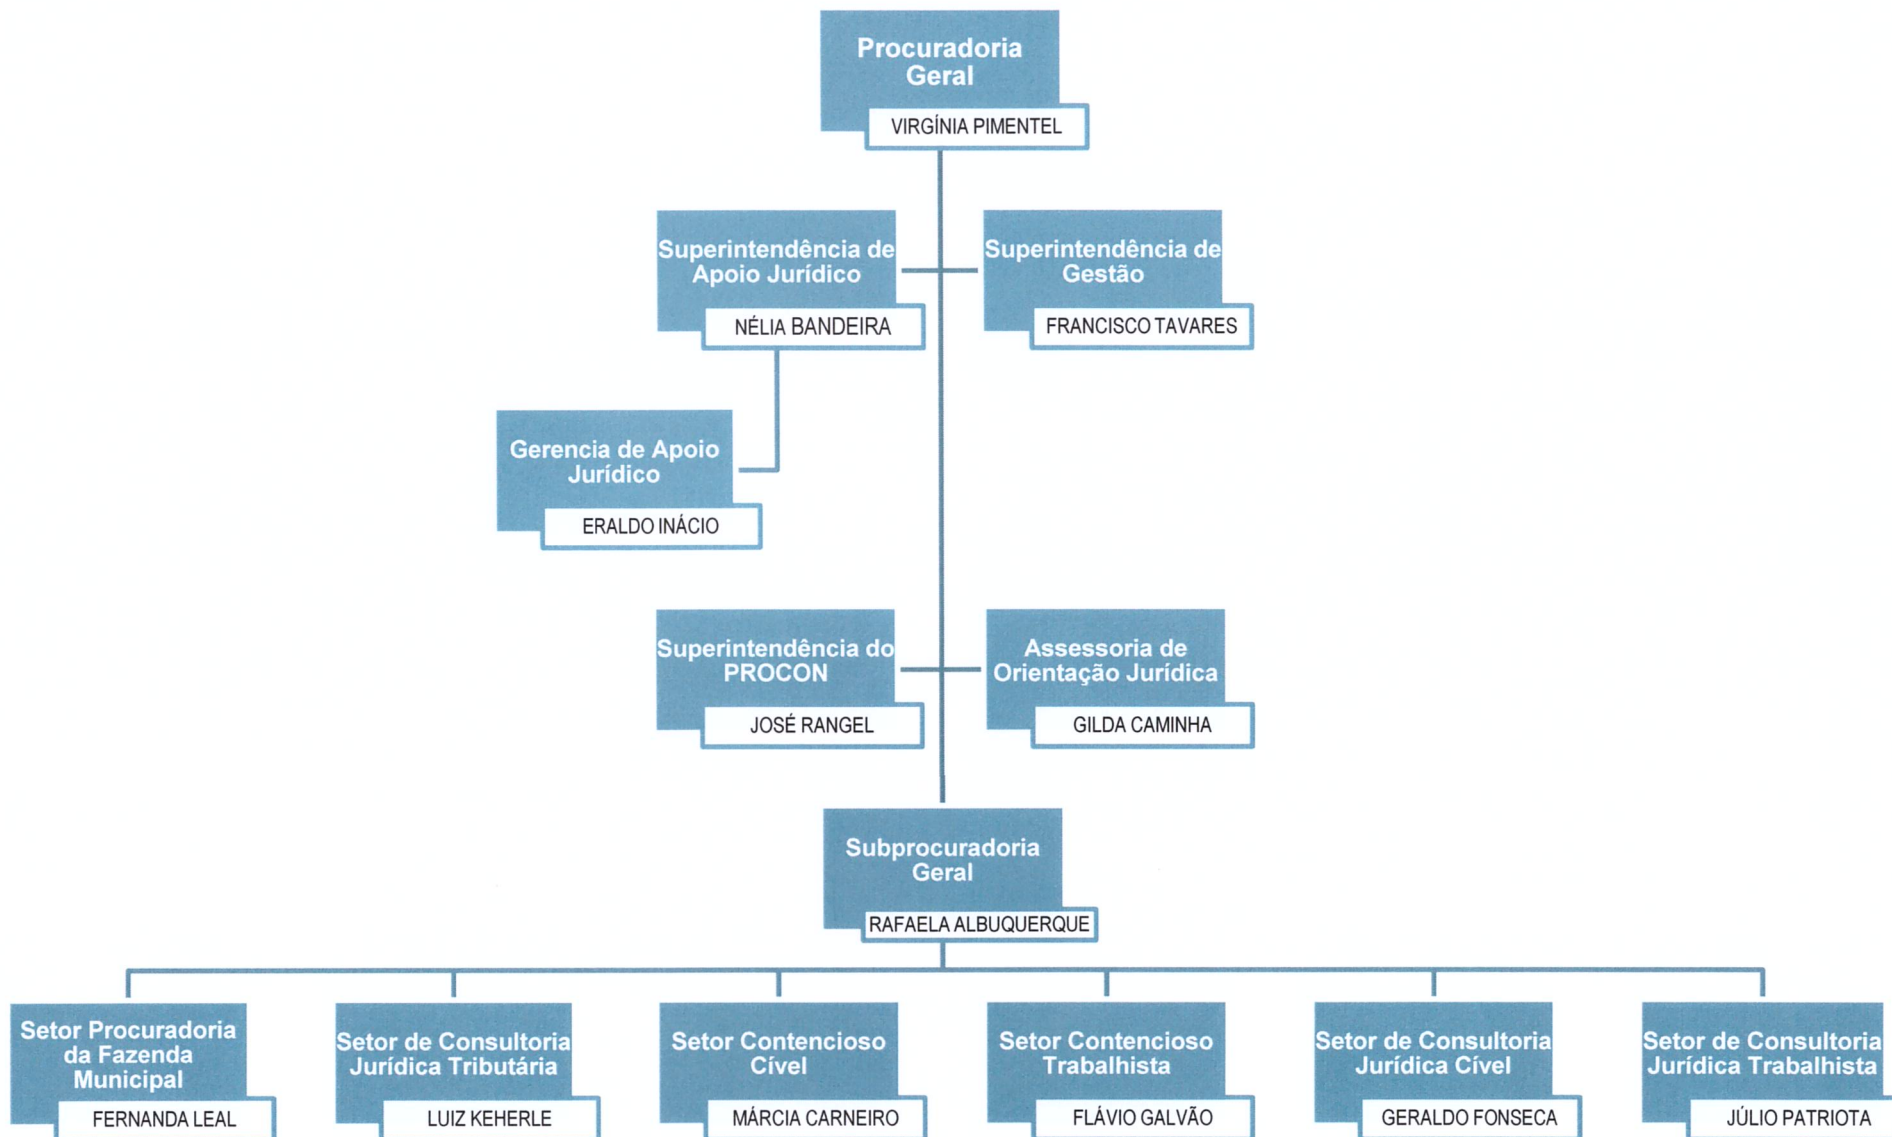 Procuradoria
Geral
VIRGÍNIA PIMENTEL
Superintendência de
Apoio Jurídico
NÉLIA BANDEIRA
Superintendência de
Gestão
FRANCISCO TAVARES
Gerencia de Apoio
Jurídico
ERALDO INÁCIO
Superintendência do
PROCON
JOSÉ RANGEL
Assessoria de
Orientação Jurídica
GILDA CAMINHA
Subprocuradoria
Geral
RAFAELA ALBUQUERQUE
Setor Procuradoria
da Fazenda
Municipal
FERNANDA LEAL
Setor de Consultoria
Jurídica Tributária
LUIZ KEHERLE
Setor Contencioso
Cível
MÁRCIA CARNEIRO
Setor Contencioso
Trabalhista
FLÁVIO GALVÃO
Setor de Consultoria
Jurídica Cível
GERALDO FONSECA
Setor de Consultoria
Jurídica Trabalhista
JÚLIO PATRIOTA